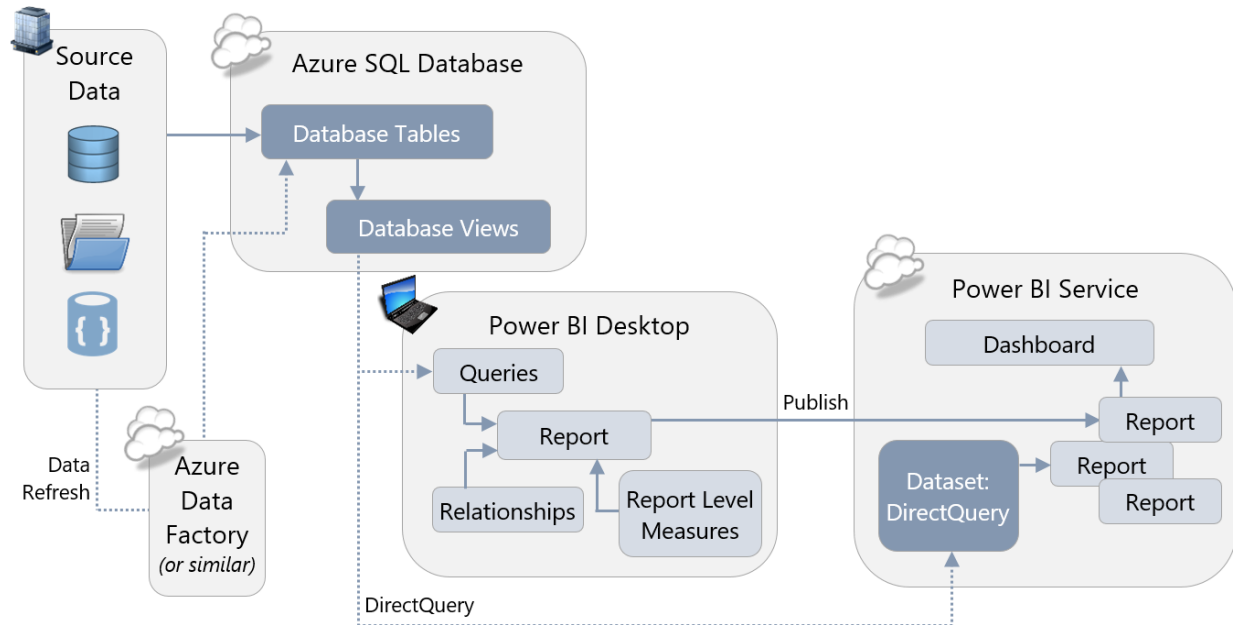 Source
Data
Azure SQL Database
Database Tables
Database Views
{ }
Data
Refresh
Azure
Data
Factory
(or similar)
Power BI Desktop
Queries
Report
Relationships
Report Level
Measures
Publish
DirectQuery
Power BI Service
Dashboard
Report
Report
Report
Dataset:
DirectQuery